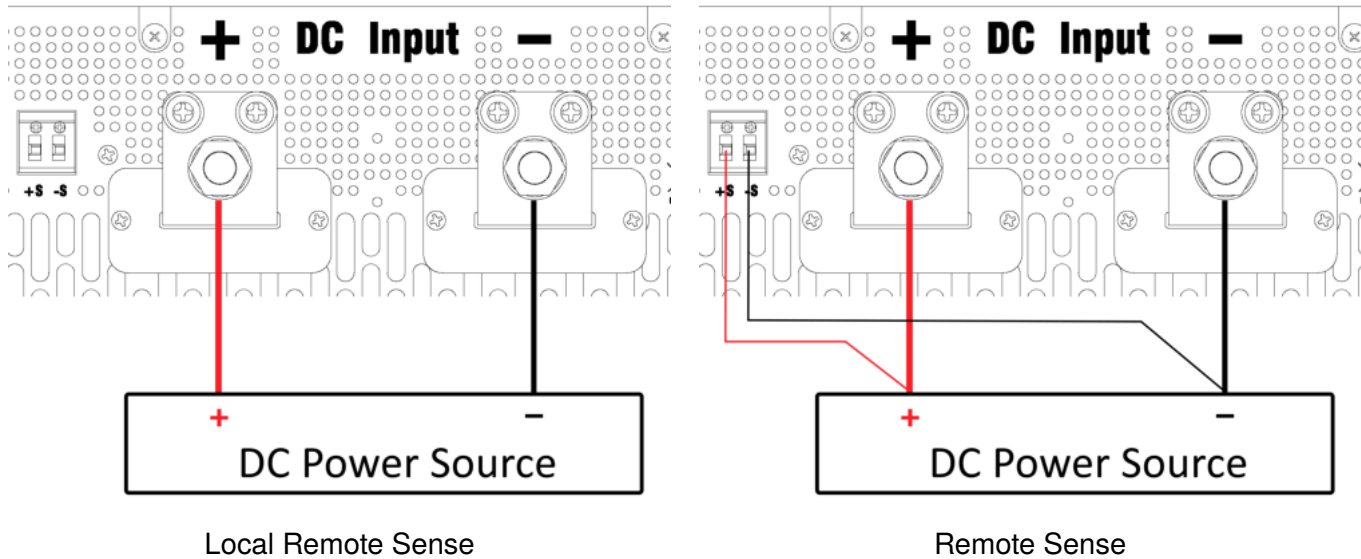 + DC Input −
+S -S
+ −
DC Power Source
Local Remote Sense
+ DC Input −
+S -S
+ −
DC Power Source
Remote Sense